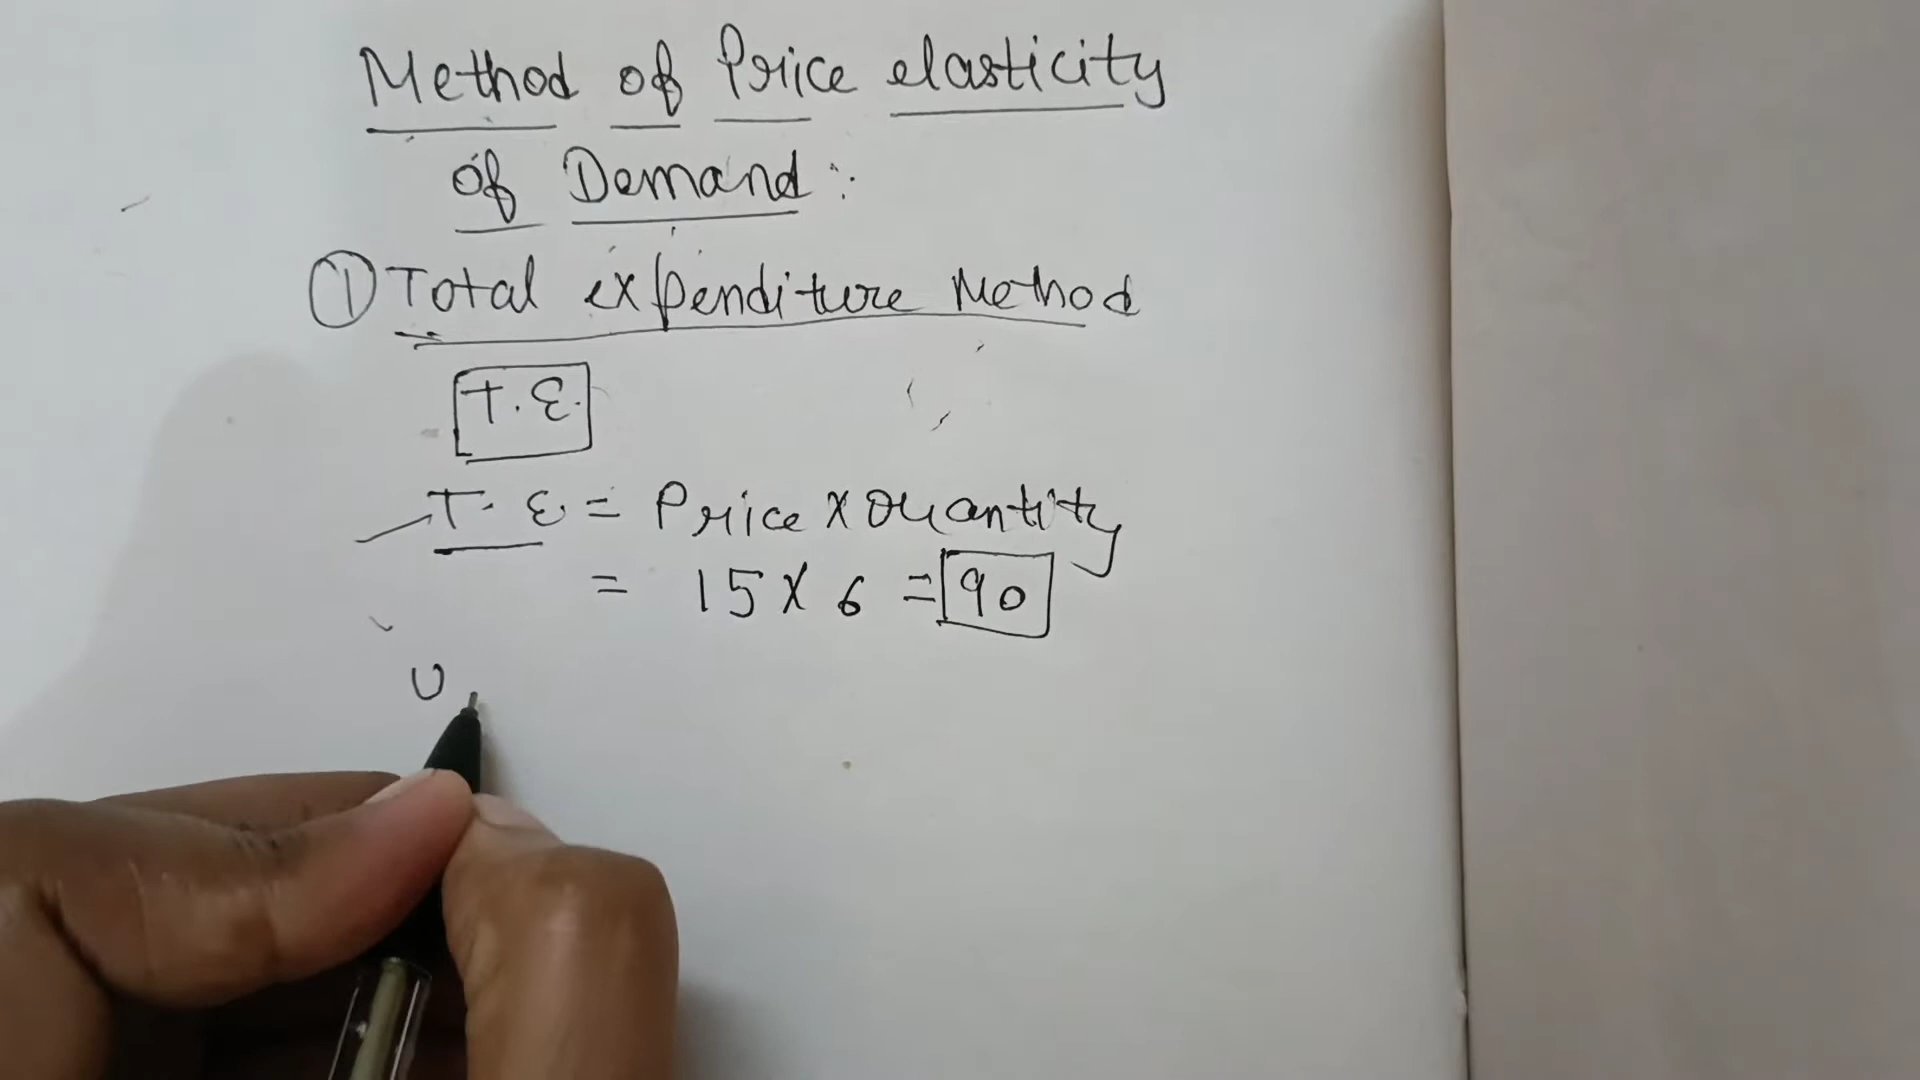 Method of Price elasticity
of Demand :
① Total expenditure Method
T.E.
T.E = Price x Quantity
= 15 x 6 = 90
U